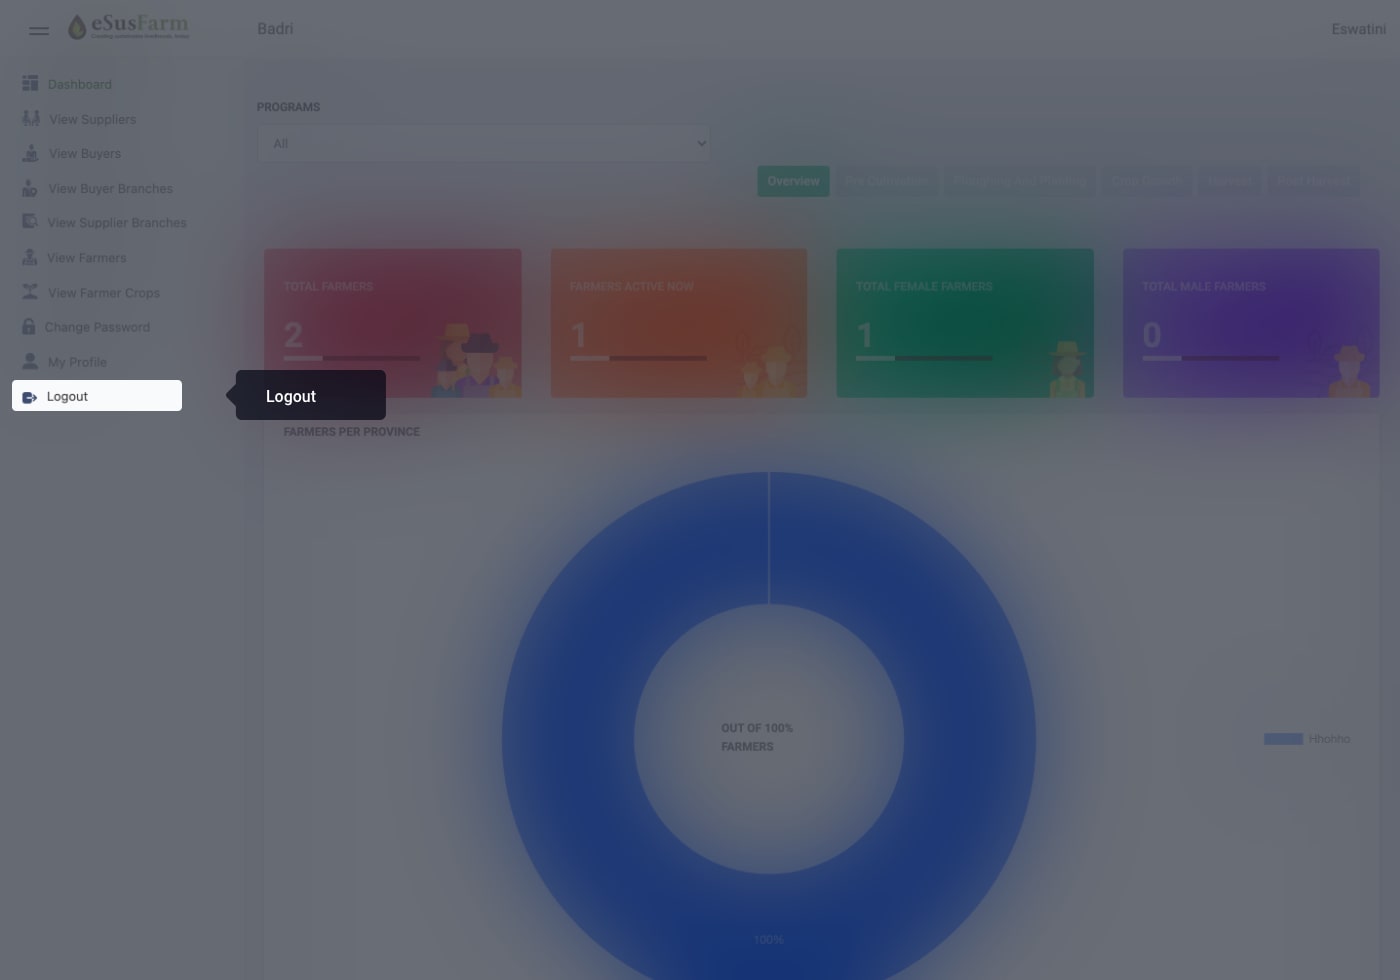 eSusFarm
Badri
Eswatini
Dashboard
View Suppliers
View Buyers
View Buyer Branches
View Supplier Branches
View Farmers
View Farmer Crops
Change Password
My Profile
Logout
Logout
PROGRAMS
All
Overview
Pre Cultivation
Ploughing And Planting
Crop Growth
Harvest
Post Harvest
TOTAL FARMERS
2
FARMERS ACTIVE NOW
1
TOTAL FEMALE FARMERS
1
TOTAL MALE FARMERS
0
FARMERS PER PROVINCE
OUT OF 100%
FARMERS
Hhohho
100%